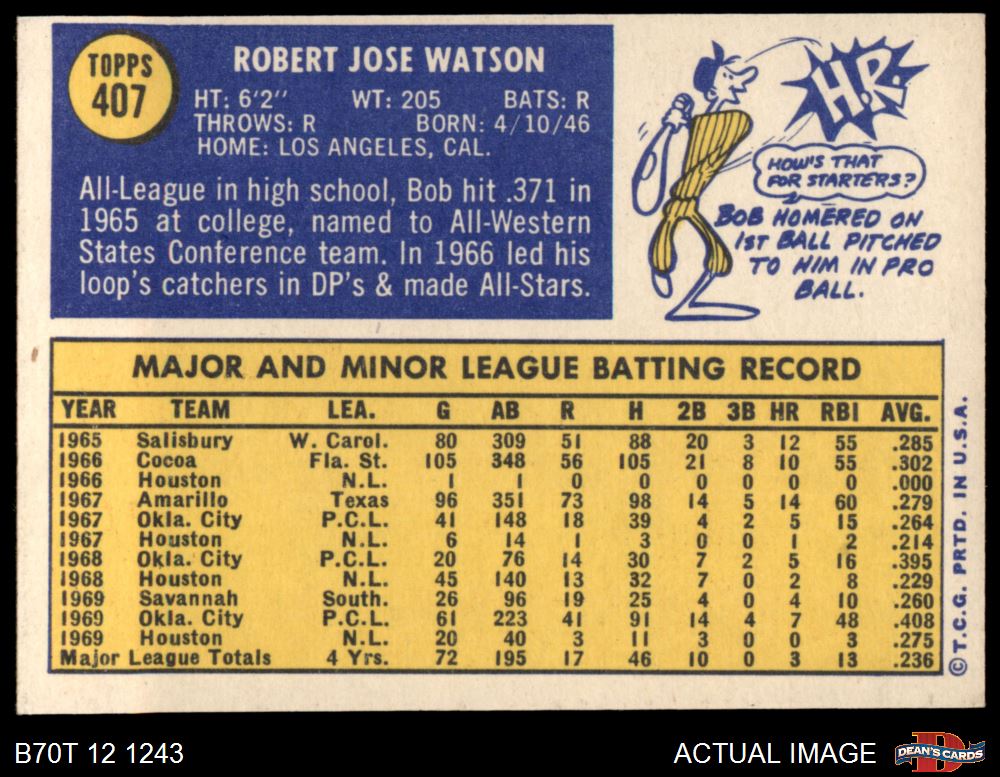 TOPPS
407
ROBERT JOSE WATSON
HT: 6'2" WT: 205 BATS: R
THROWS: R BORN: 4/10/46
HOME: LOS ANGELES, CAL.
All-League in high school, Bob hit .371 in
1965 at college, named to All-Western
States Conference team. In 1966 led his
loop's catchers in DP's & made All-Stars.
H.R.
HOW'S THAT
FOR STARTERS?
BOB HOMERED ON
1ST BALL PITCHED
TO HIM IN PRO
BALL.
MAJOR AND MINOR LEAGUE BATTING RECORD
YEAR TEAM LEA. G AB R H 2B 3B HR RBI AVG.
1965 Salisbury W. Carol. 80 309 51 88 20 3 12 55 .285
1966 Cocoa Fla. St. 105 348 56 105 21 8 10 55 .302
1966 Houston N.L. 1 1 0 0 0 0 0 0 .000
1967 Amarillo Texas 96 351 73 98 14 5 14 60 .279
1967 Okla. City P.C.L. 41 148 18 39 4 2 5 15 .264
1967 Houston N.L. 6 14 1 3 0 0 1 2 .214
1968 Okla. City P.C.L. 20 76 14 30 7 2 5 16 .395
1968 Houston N.L. 45 140 13 32 7 0 2 8 .229
1969 Savannah South. 26 96 19 25 4 0 4 10 .260
1969 Okla. City P.C.L. 61 223 41 91 14 4 7 48 .408
1969 Houston N.L. 20 40 3 11 3 0 0 3 .275
Major League Totals 4 Yrs. 72 195 17 46 10 0 3 13 .236
© T.C.G. PRTD. IN U.S.A.
B70T 12 1243
ACTUAL IMAGE
DEAN'S CARDS